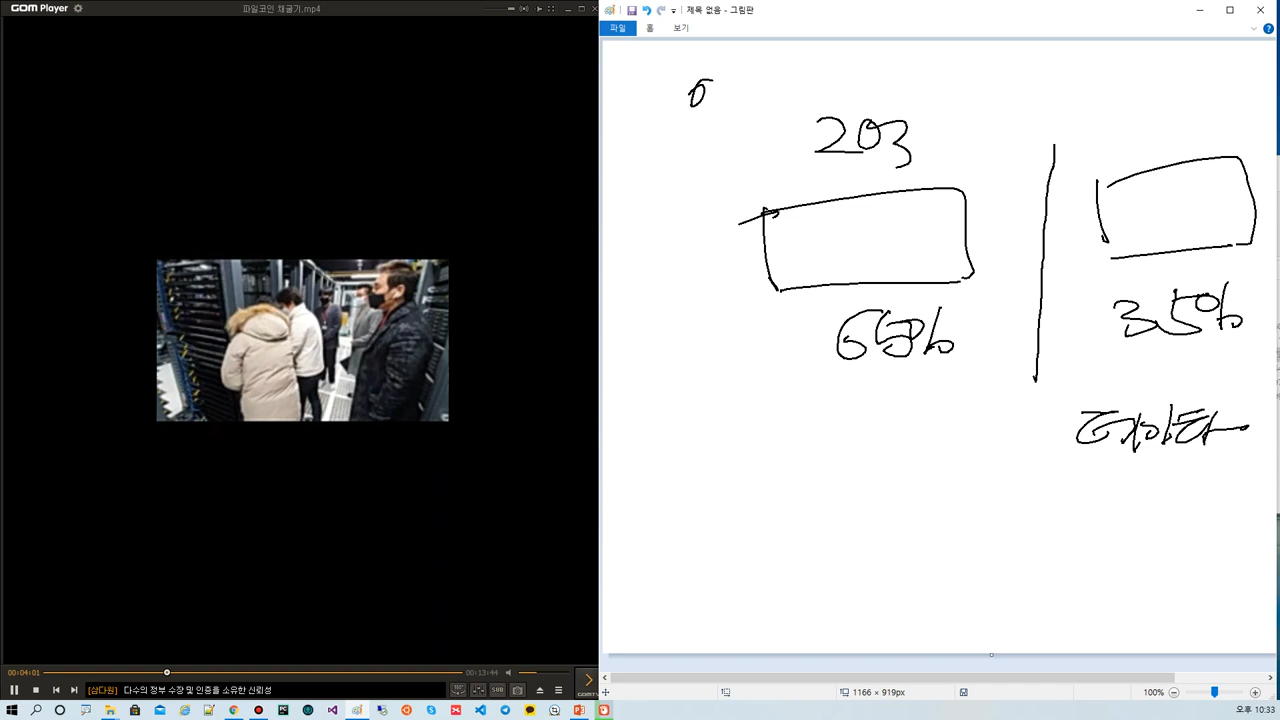 GOM Player
파일코인 채굴기.mp4
제목 없음 - 그림판
파일
홈
보기
203
65%
35%
00:04:01
00:13:44
[삼다원] 다수의 정부 수장 및 인증을 소유한 신뢰성
SUB
1166 × 919px
100%
오후 10:33